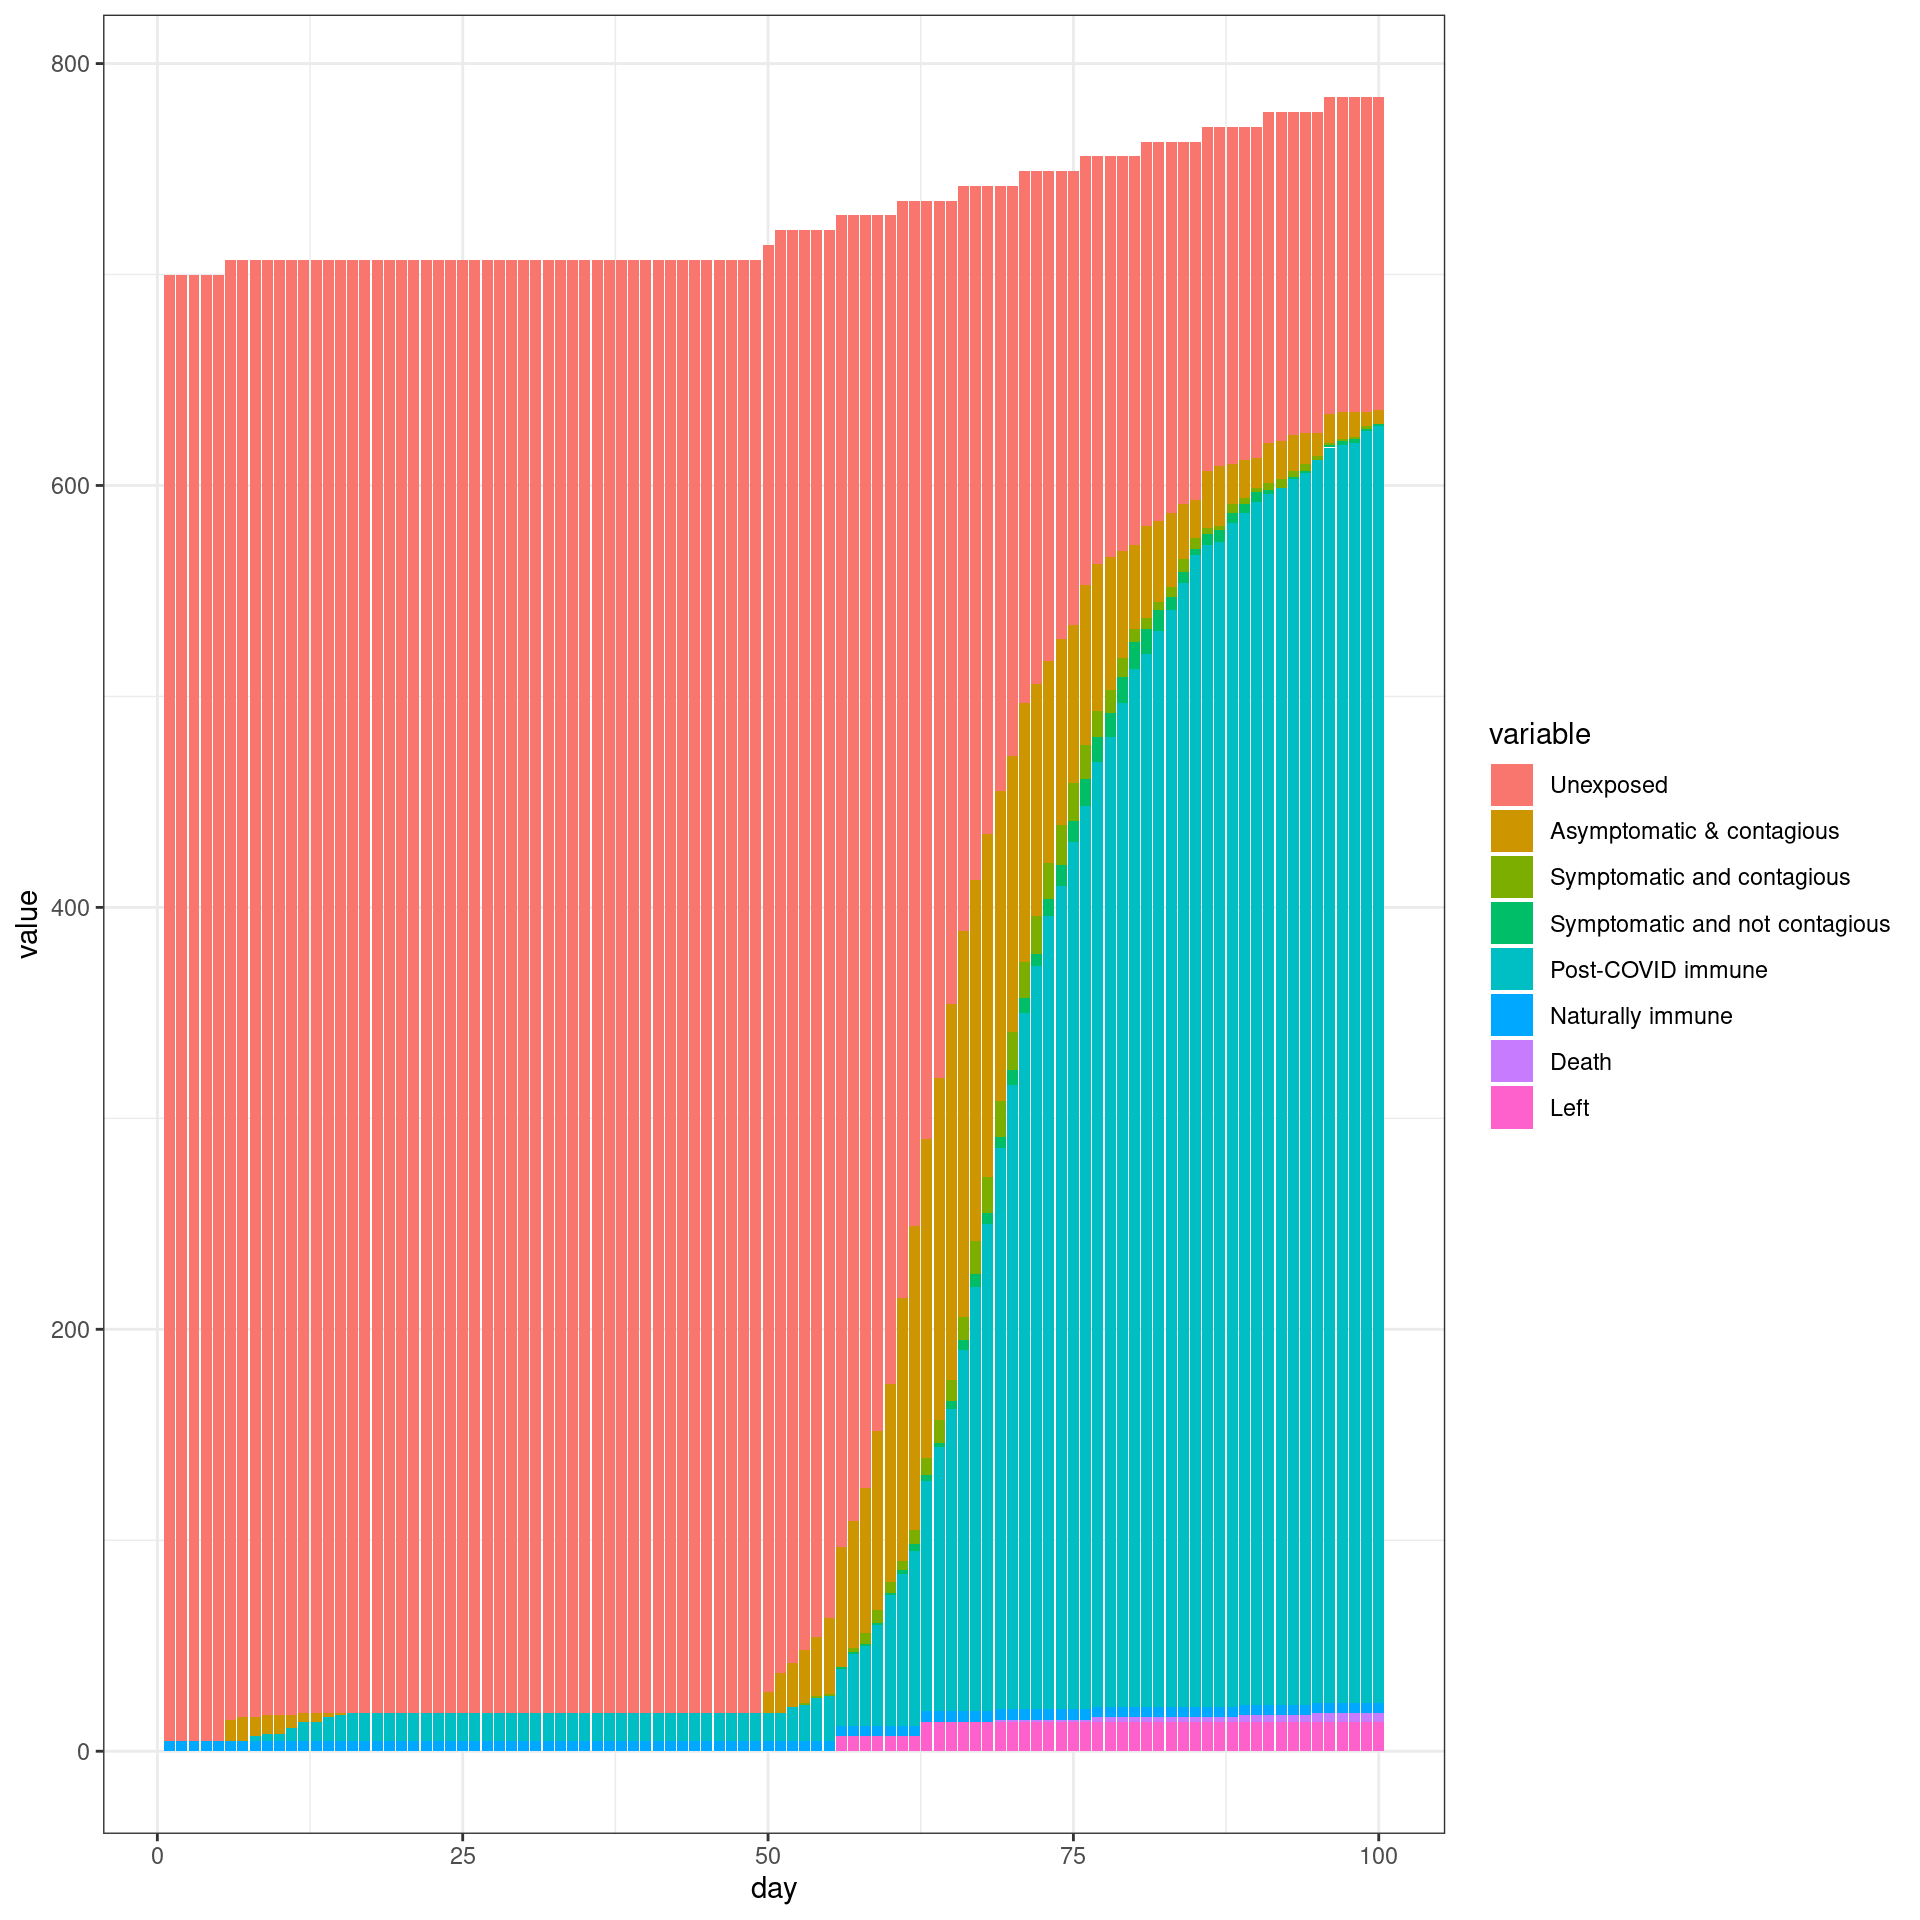 800
600
400
200
0
value
0 25 50 75 100
day
variable
Unexposed
Asymptomatic & contagious
Symptomatic and contagious
Symptomatic and not contagious
Post-COVID immune
Naturally immune
Death
Left